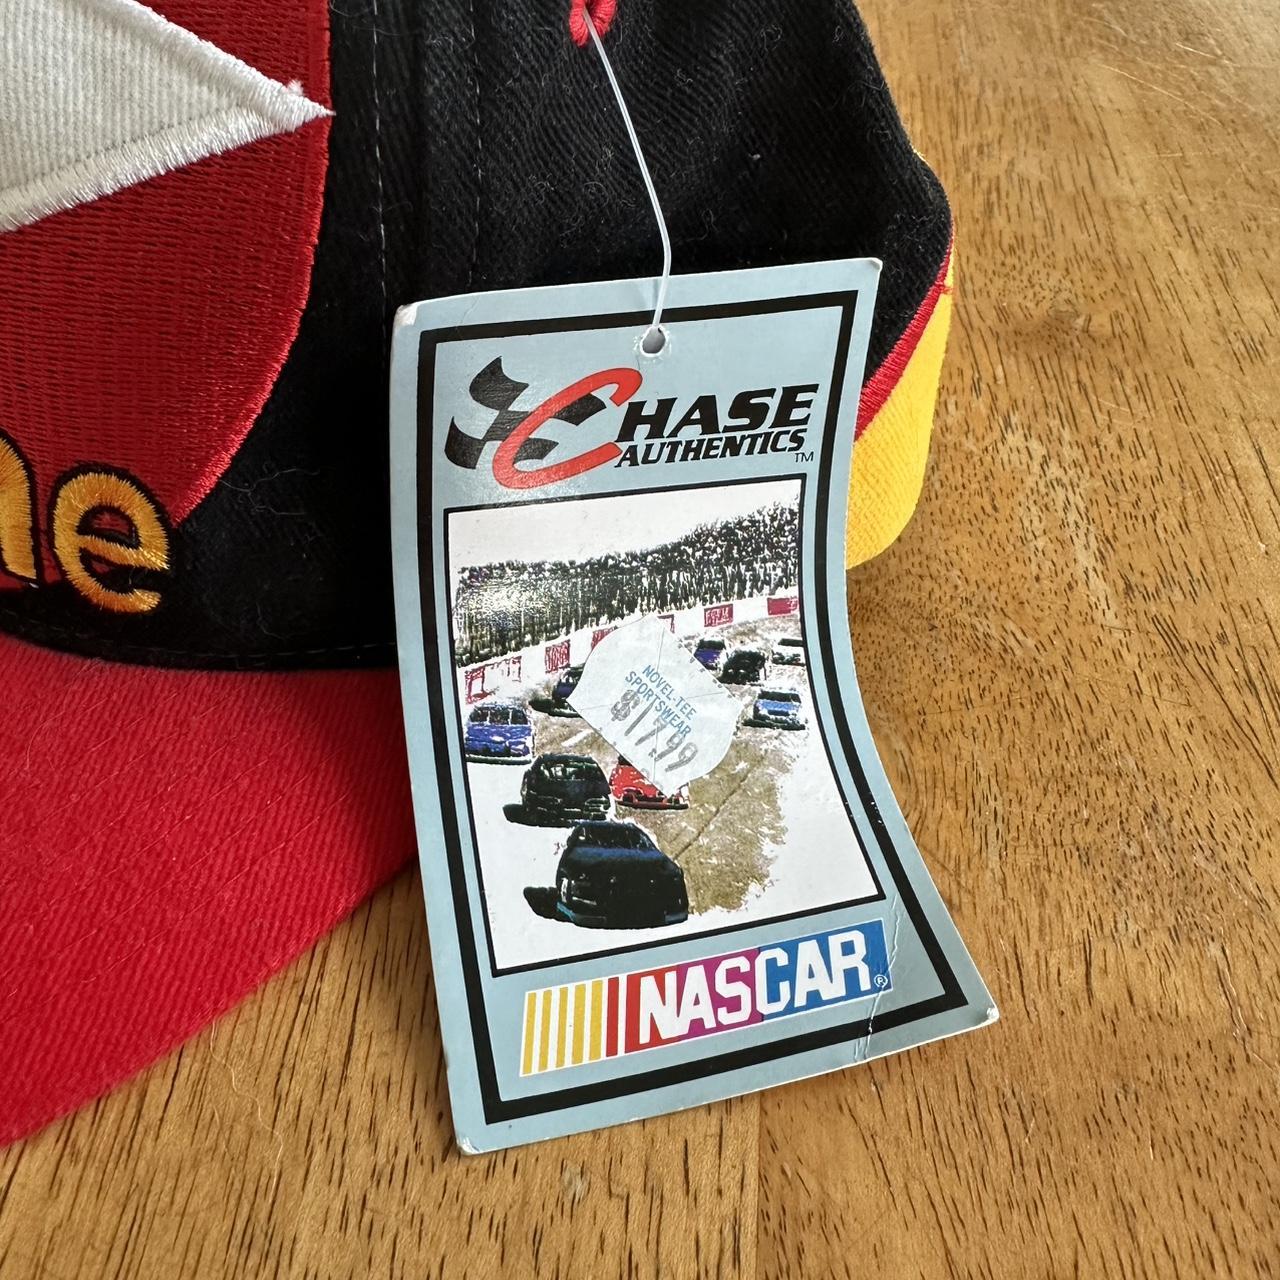 CHASE
AUTHENTICS
TM
NOVEL-TEE
SPORTSWEAR
$17.99
NASCAR®
ne